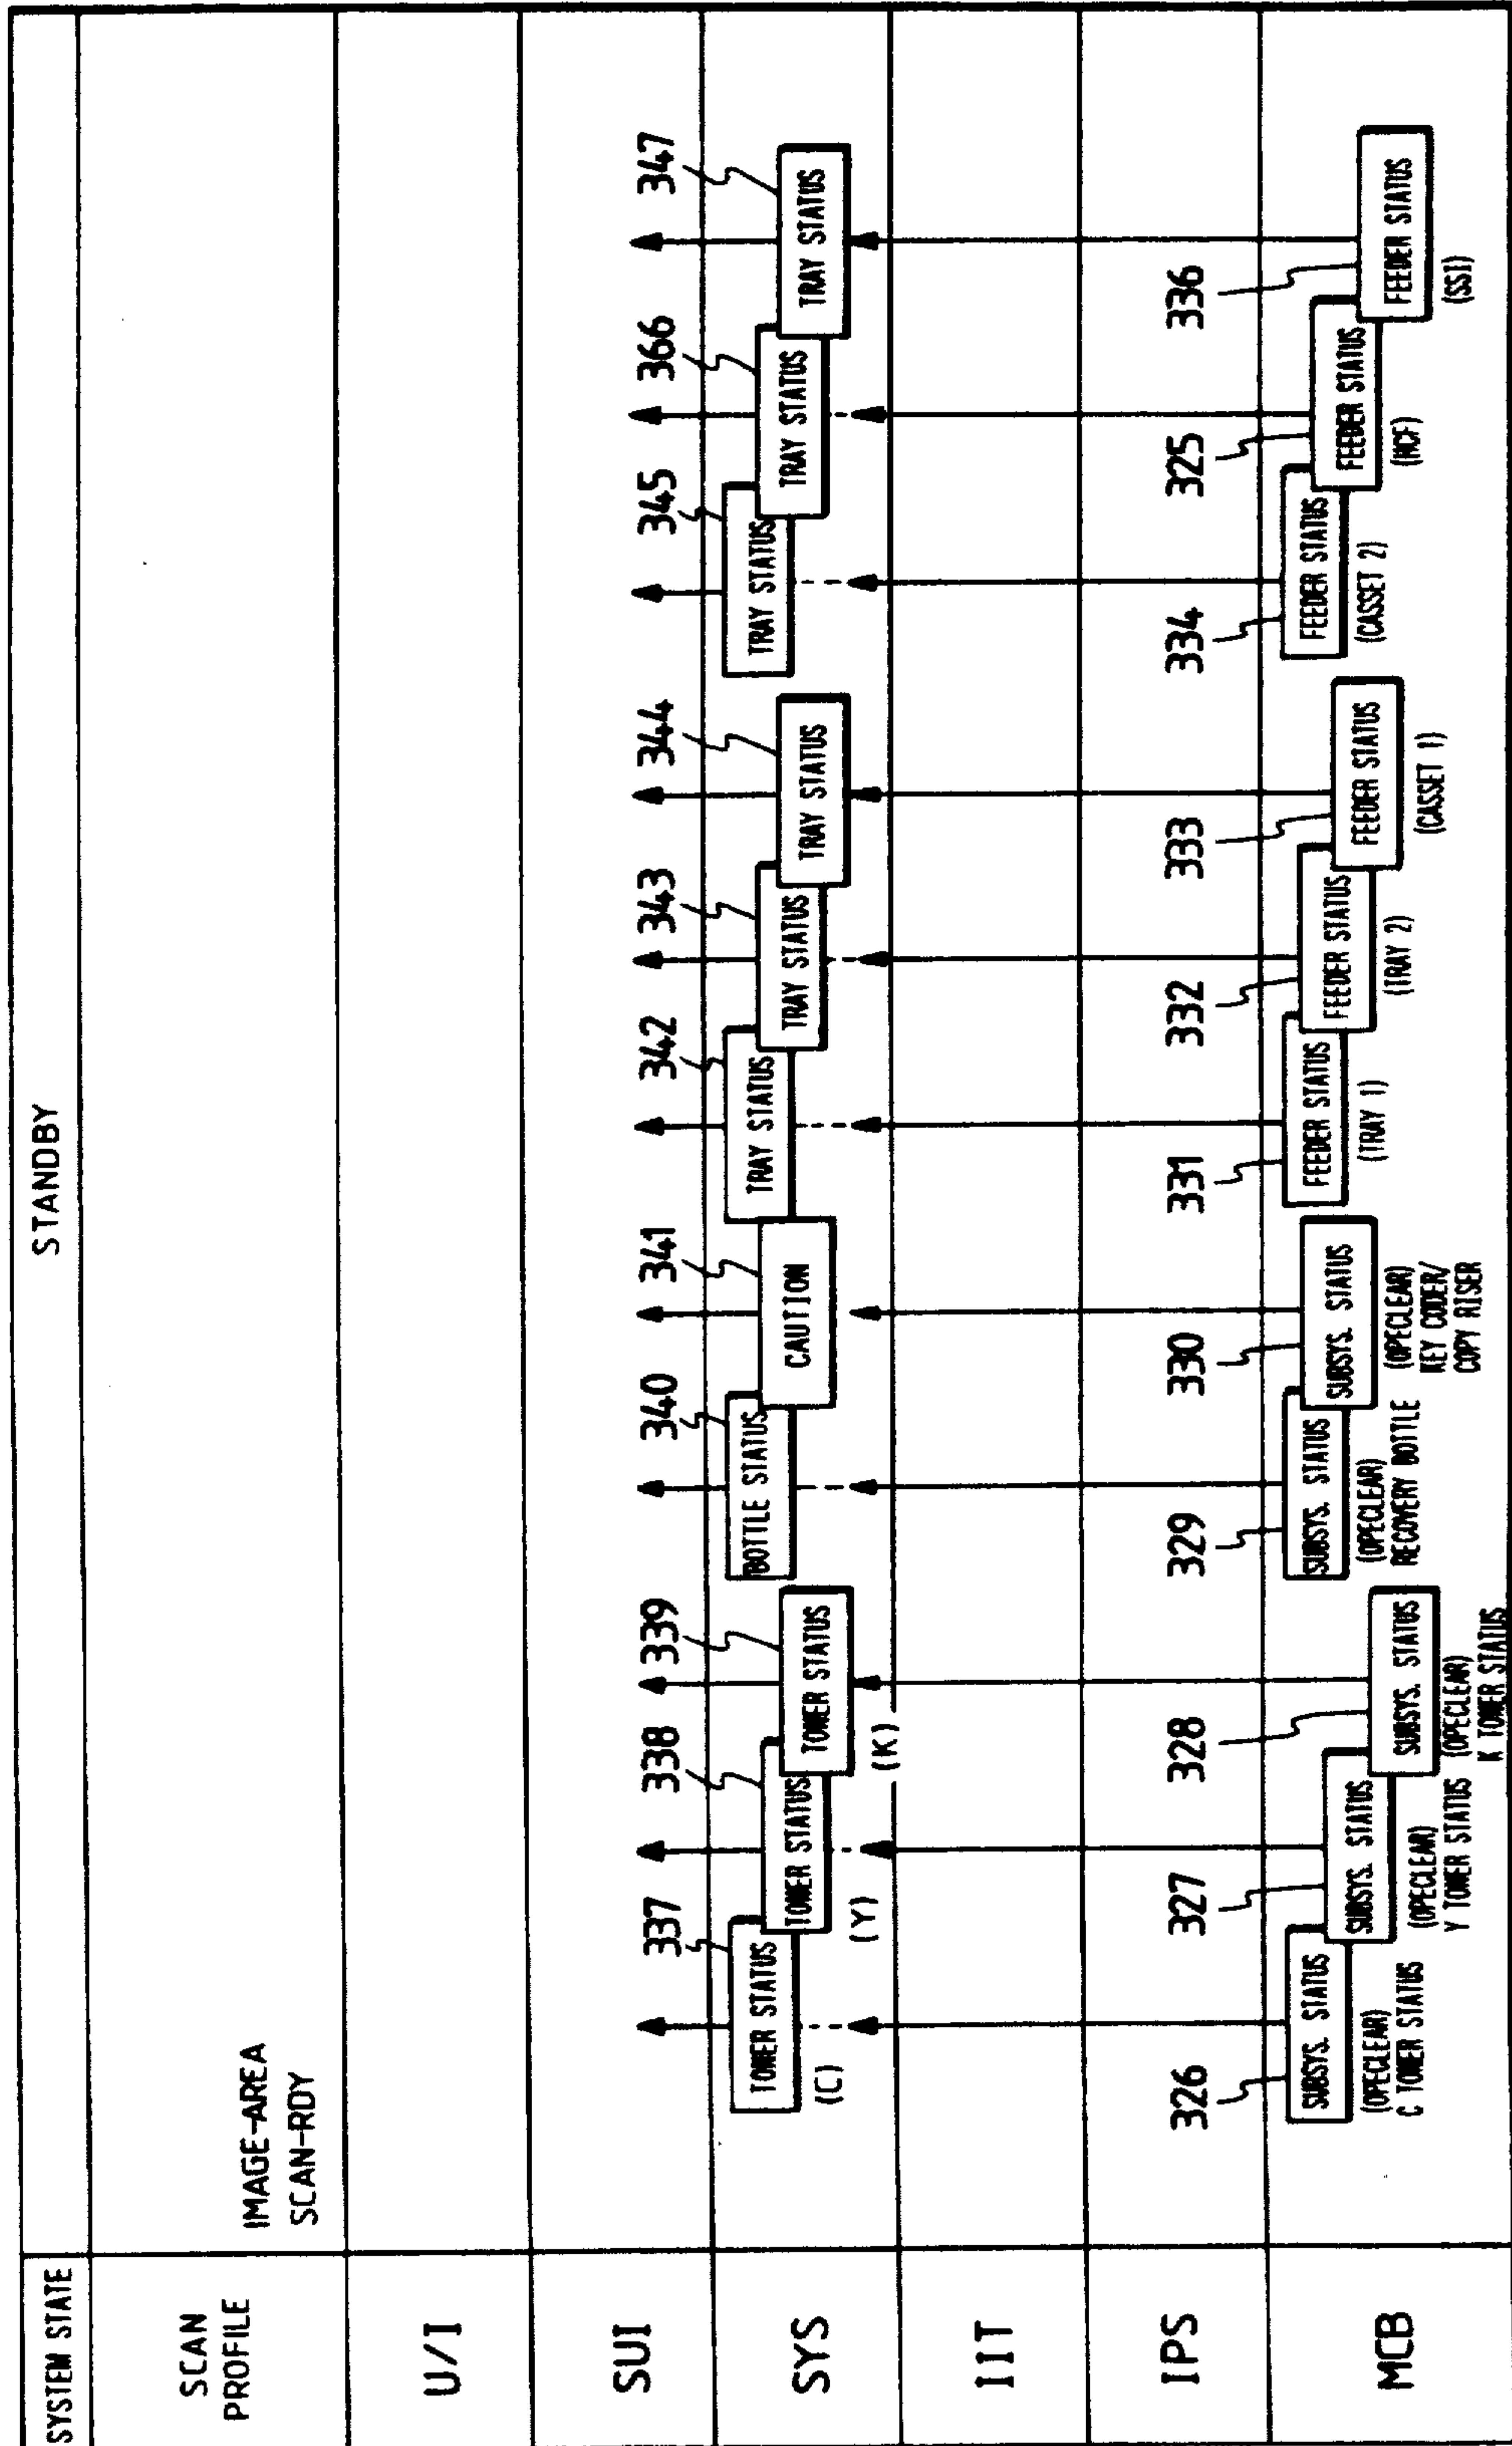 SYSTEM STATE
STANDBY
SCAN
PROFILE
IMAGE-AREA
SCAN-RDY
U/I
SUI
337
338
339
340
341
342
343
344
345
366
347
SYS
TONER STATUS
(C)
TONER STATUS
(Y)
TONER STATUS
(K)
BOTTLE STATUS
CAUTION
TRAY STATUS
TRAY STATUS
TRAY STATUS
TRAY STATUS
TRAY STATUS
TRAY STATUS
IIT
IPS
326
327
328
329
330
331
332
333
334
325
336
MCB
SUBSYS. STATUS
(OPECLEAR)
C TONER STATUS
SUBSYS. STATUS
(OPECLEAR)
Y TONER STATUS
SUBSYS. STATUS
(OPECLEAR)
K TONER STATUS
SUBSYS. STATUS
(OPECLEAR)
RECOVERY BOTTLE
SUBSYS. STATUS
(OPECLEAR)
KEY CODER/
COPY RISER
FEEDER STATUS
(TRAY 1)
FEEDER STATUS
(TRAY 2)
FEEDER STATUS
(CASSET 1)
FEEDER STATUS
(CASSET 2)
FEEDER STATUS
(HCF)
FEEDER STATUS
(SSI)